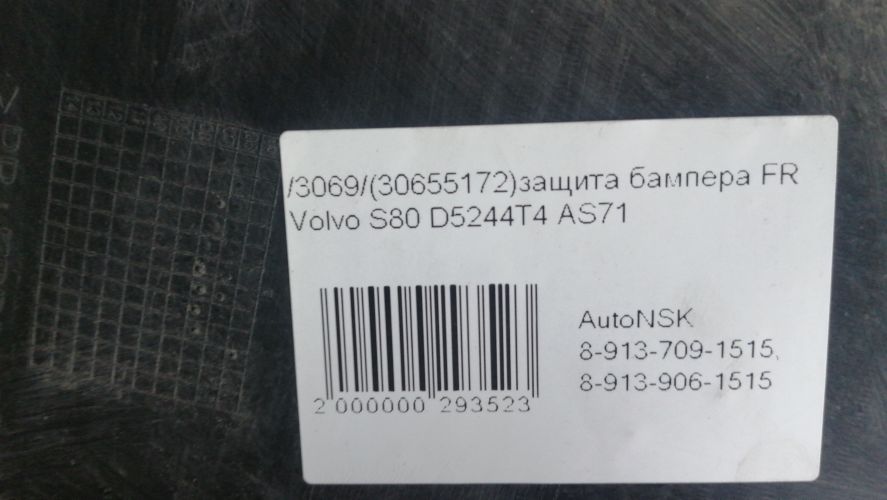 /3069/(30655172)защита бампера FR
Volvo S80 D5244T4 AS71
AutoNSK
8-913-709-1515,
8-913-906-1515
2 000000 293523